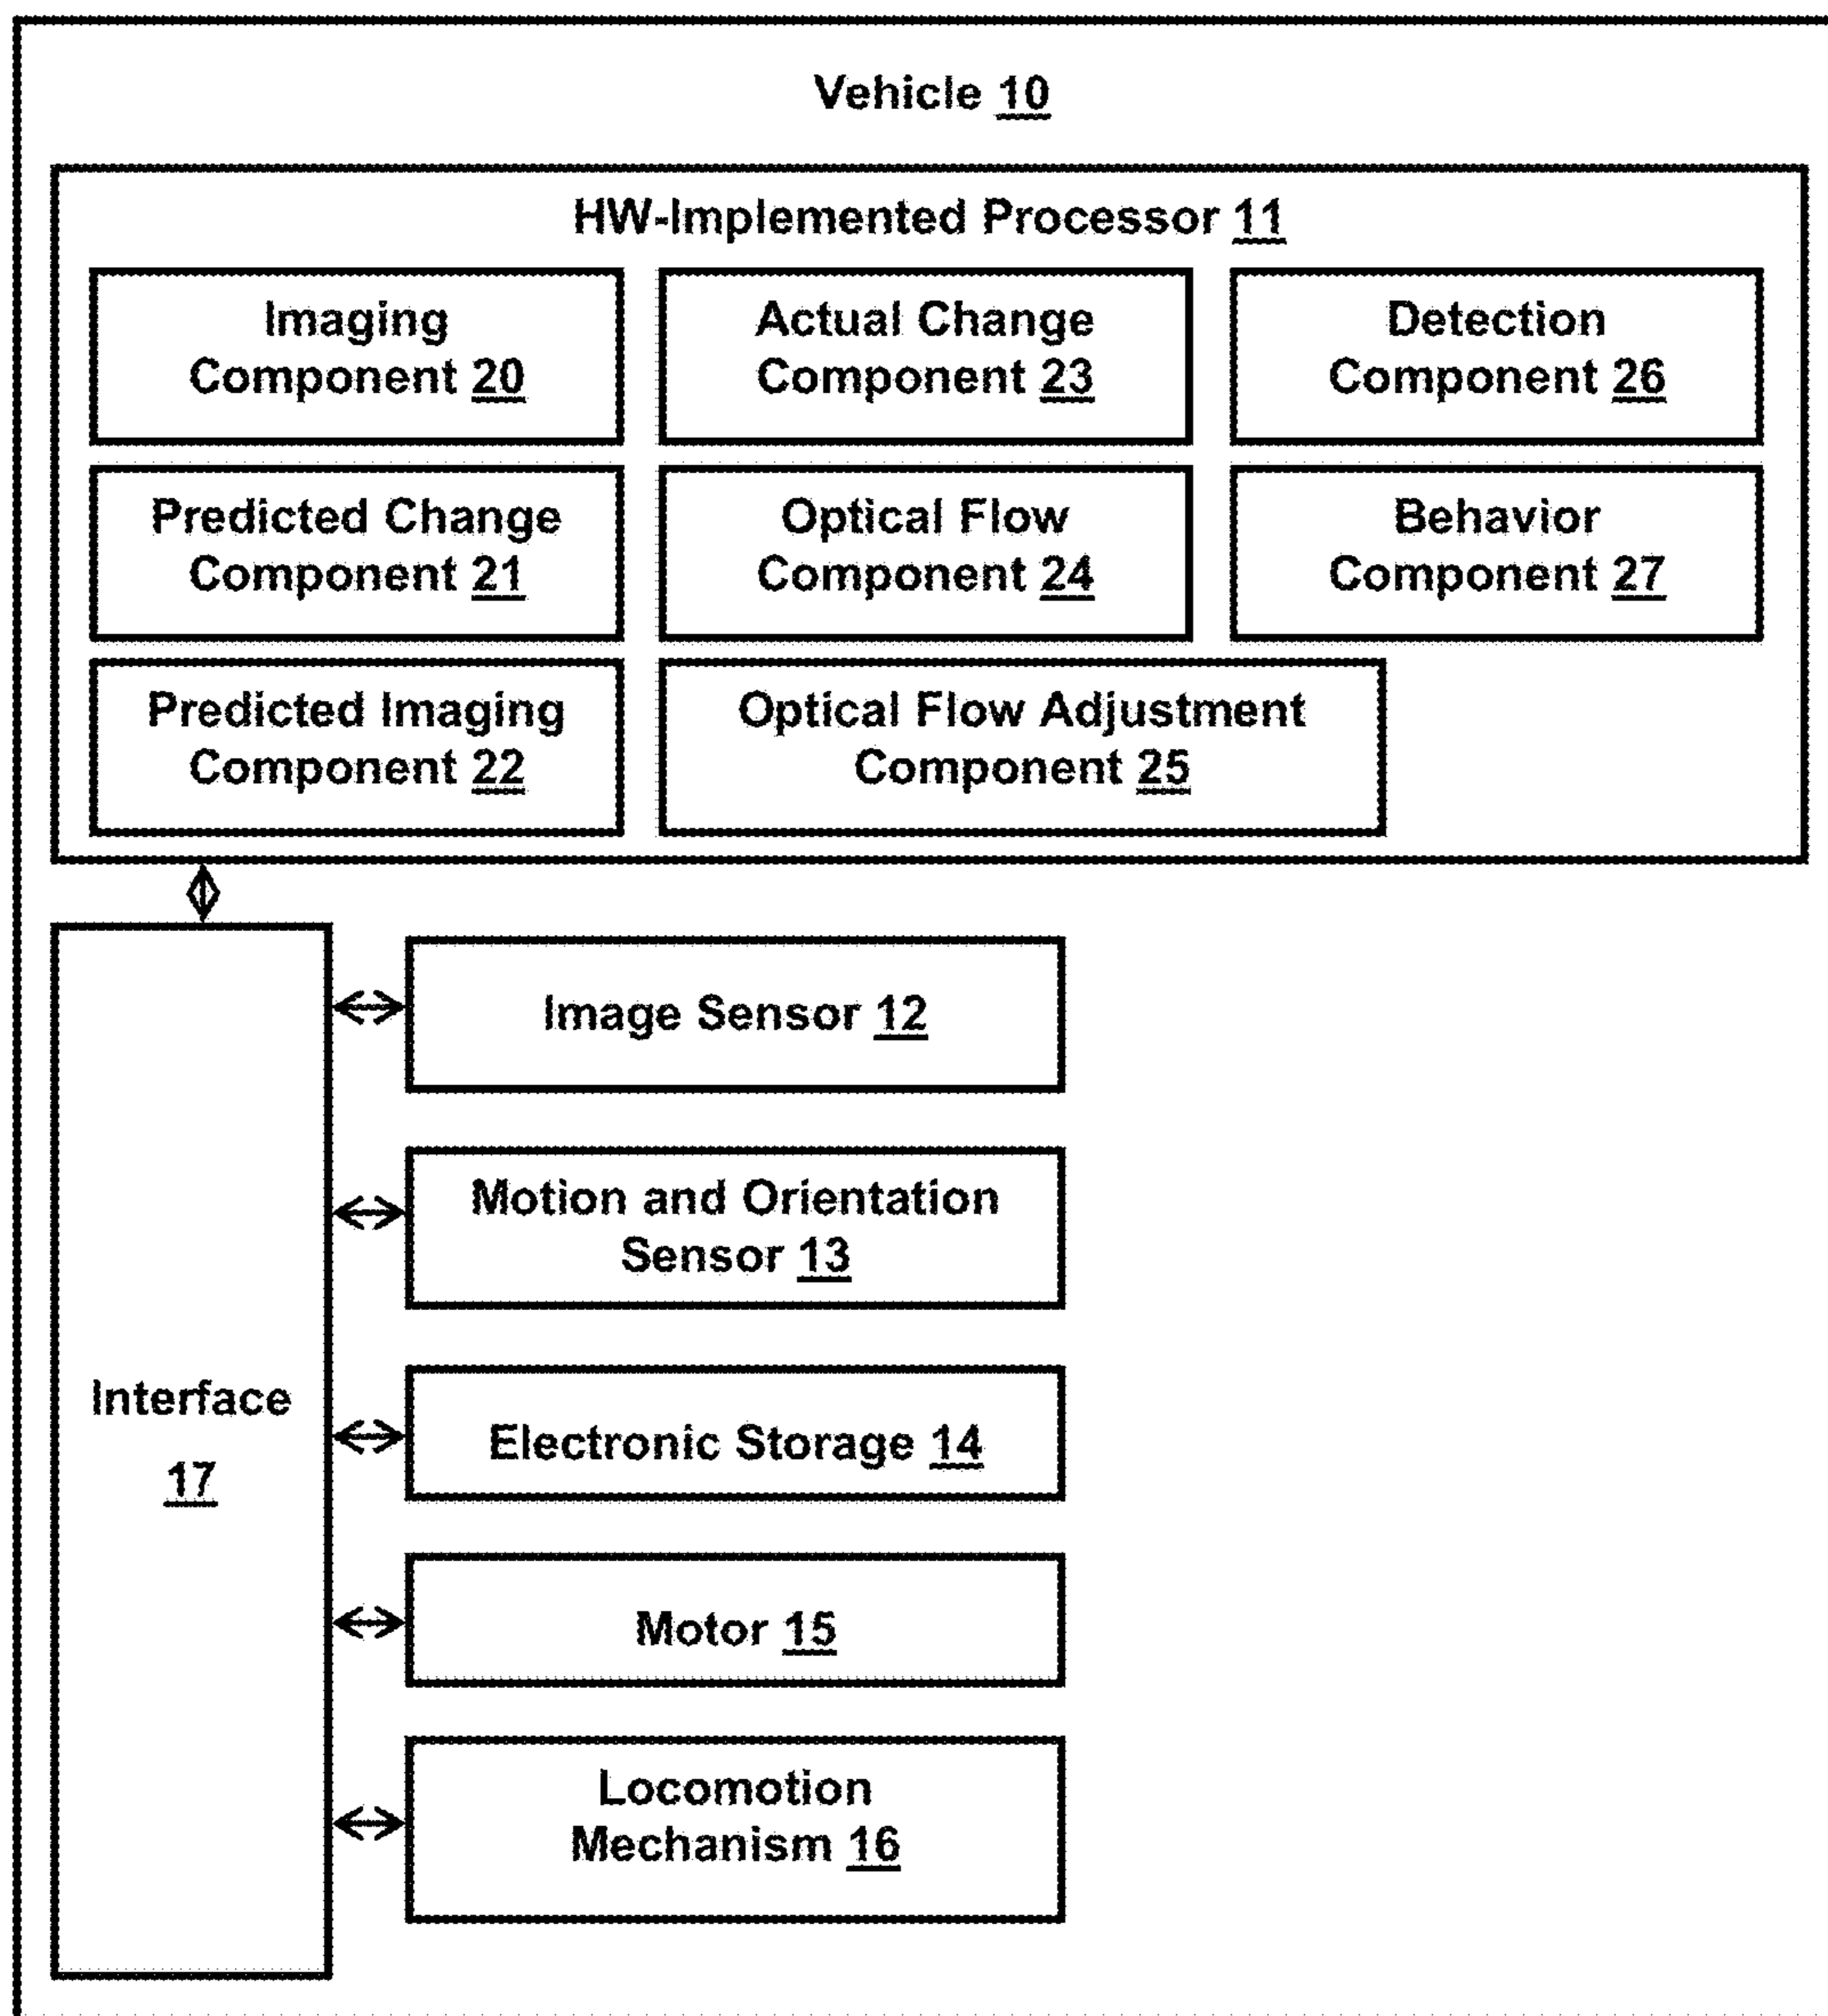 Vehicle 10
HW-Implemented Processor 11
Imaging
Component 20
Actual Change
Component 23
Detection
Component 26
Predicted Change
Component 21
Optical Flow
Component 24
Behavior
Component 27
Predicted Imaging
Component 22
Optical Flow Adjustment
Component 25
Interface
17
Image Sensor 12
Motion and Orientation
Sensor 13
Electronic Storage 14
Motor 15
Locomotion
Mechanism 16